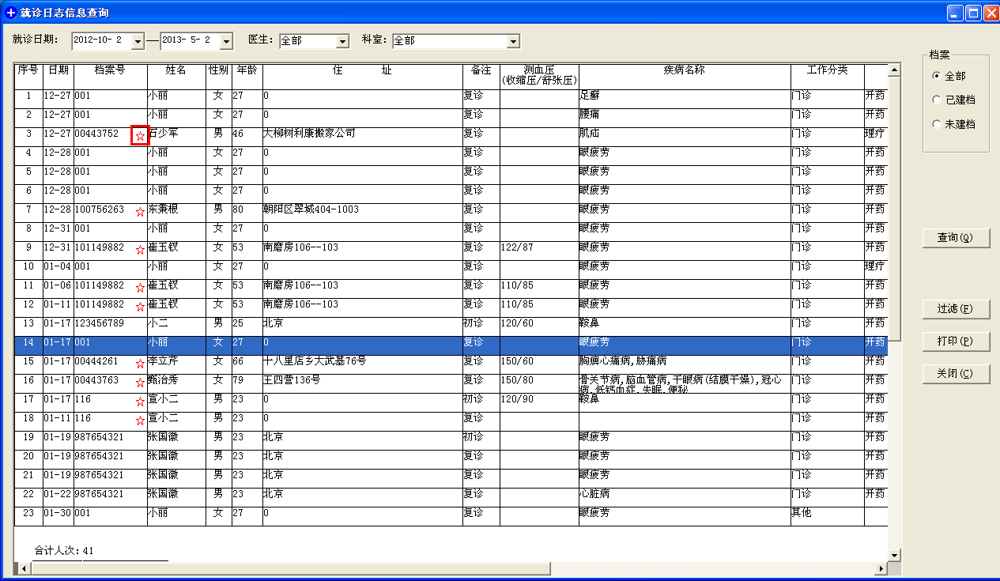 就诊日志信息查询
就诊日期: 2012-10- 2 — 2013- 5- 2 医生: 全部 科室: 全部
序号 日期 档案号 姓名 性别 年龄 住 址 备注 测血压 疾病名称 工作分类
(收缩压/舒张压)
1 12-27 001 小丽 女 27 0 复诊 足癣 门诊 开药
2 12-27 001 小丽 女 27 0 复诊 腰痛 门诊 开药
3 12-27 00443752 ☆ 石少军 男 46 大柳树利康搬家公司 复诊 肌疝 门诊 理疗
4 12-28 001 小丽 女 27 0 复诊 眼疲劳 门诊 开药
5 12-28 001 小丽 女 27 0 复诊 眼疲劳 门诊 开药
6 12-28 001 小丽 女 27 0 复诊 眼疲劳 门诊 开药
7 12-28 100756263 ☆ 东秉根 男 80 朝阳区翠城404-1003 复诊 眼疲劳 门诊 开药
8 12-31 001 小丽 女 27 0 复诊 眼疲劳 门诊 开药
9 12-31 101149882 ☆ 崔玉钗 女 53 南磨房106--103 复诊 122/87 眼疲劳 门诊 开药
10 01-04 001 小丽 女 27 0 复诊 眼疲劳 门诊 理疗
11 01-06 101149882 ☆ 崔玉钗 女 53 南磨房106--103 复诊 110/85 眼疲劳 门诊 开药
12 01-11 101149882 ☆ 崔玉钗 女 53 南磨房106--103 复诊 110/85 眼疲劳 门诊 开药
13 01-17 123456789 小二 男 25 北京 初诊 120/60 鞍鼻 门诊 开药
14 01-17 001 小丽 女 27 0 复诊 眼疲劳 门诊 开药
15 01-17 00444261 ☆ 李立芹 女 66 十八里店乡大武基76号 复诊 150/60 胸痹心痛病,胁痛病 门诊 开药
16 01-17 00443763 ☆ 甄治秀 女 79 王四营136号 复诊 150/80 骨关节病,脑血管病,干眼病(结膜干燥),冠心 门诊 开药
病,低钙血症,失眠,便秘
17 01-17 116 ☆ 宣小二 男 23 0 初诊 120/90 鞍鼻 门诊 开药
18 01-11 116 ☆ 宣小二 男 23 0 复诊 门诊 开药
19 01-19 987654321 张国徽 男 23 北京 初诊 眼疲劳 门诊 开药
20 01-19 987654321 张国徽 男 23 北京 复诊 眼疲劳 门诊 开药
21 01-19 987654321 张国徽 男 23 北京 复诊 眼疲劳 门诊 开药
22 01-22 987654321 张国徽 男 23 北京 复诊 心脏病 门诊 开药
23 01-30 001 小丽 女 27 0 复诊 眼疲劳 其他
合计人次: 41
档案
全部
已建档
未建档
查询(Q)
过滤(F)
打印(P)
关闭(C)